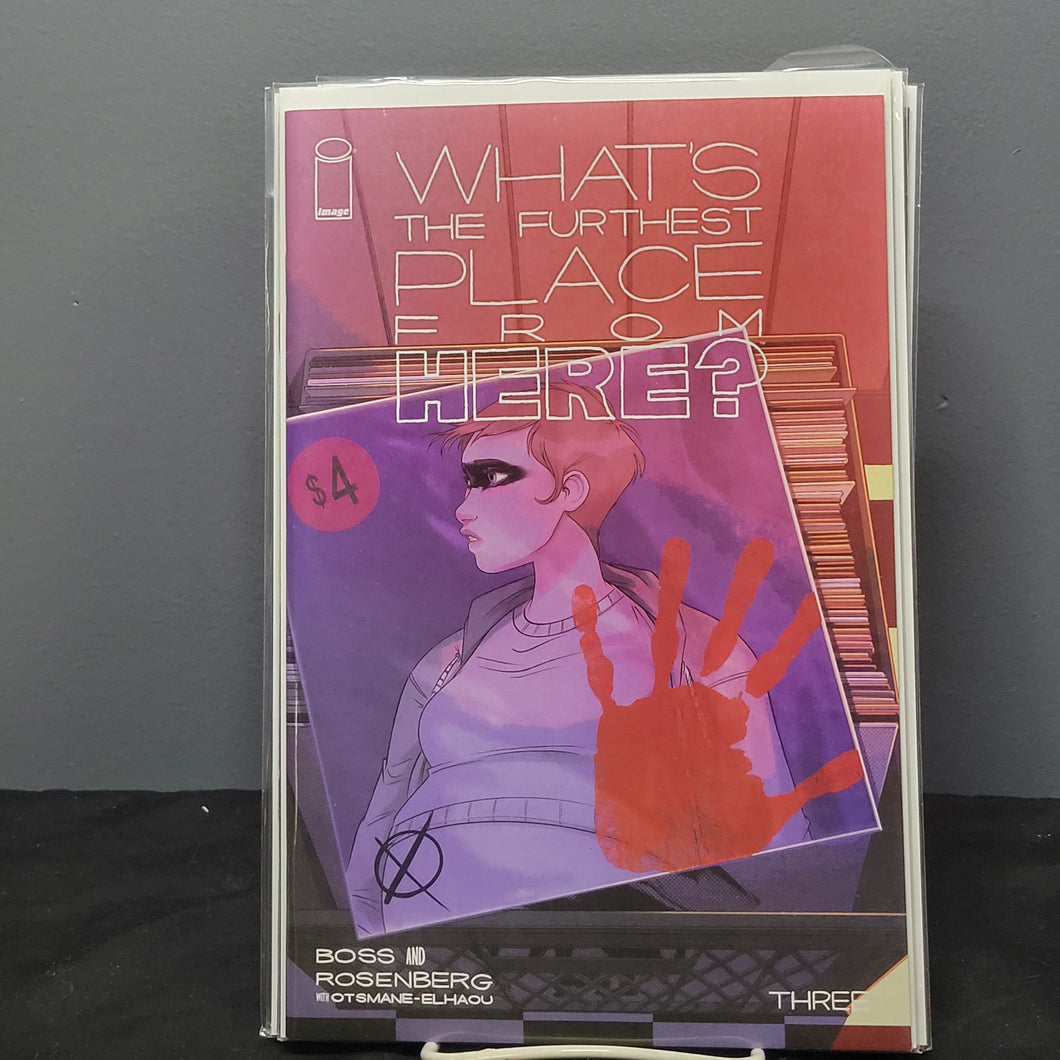 image
WHAT'S
THE FURTHEST
PLACE
FROM
HERE?
$4
BOSS AND
ROSENBERG
WITH OTSMANE-ELHAOU
THREE